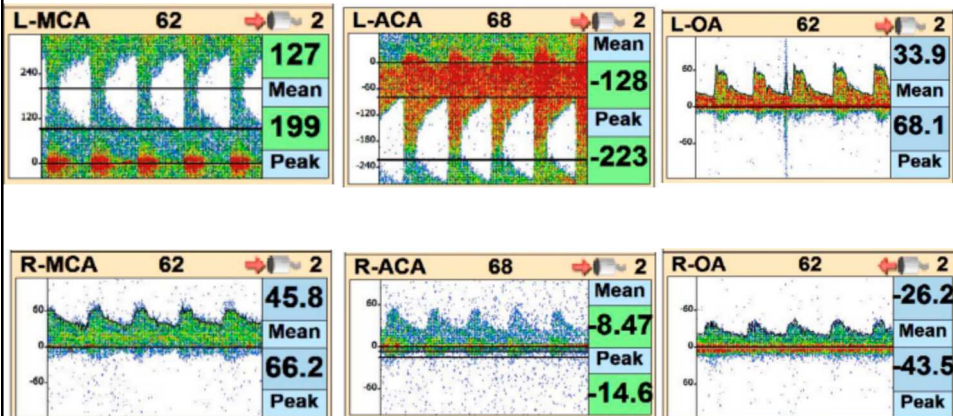 L-MCA 62 2
127
Mean
199
Peak
240
120
0
L-ACA 68 2
Mean
-128
Peak
-223
0
-180
-240
L-OA 62 2
33.9
Mean
68.1
Peak
60
0
-60
R-MCA 62 2
45.8
Mean
66.2
Peak
60
0
-60
R-ACA 68 2
Mean
-8.47
Peak
-14.6
60
0
-60
R-OA 62 2
-26.2
Mean
-43.5
Peak
-60
0
60